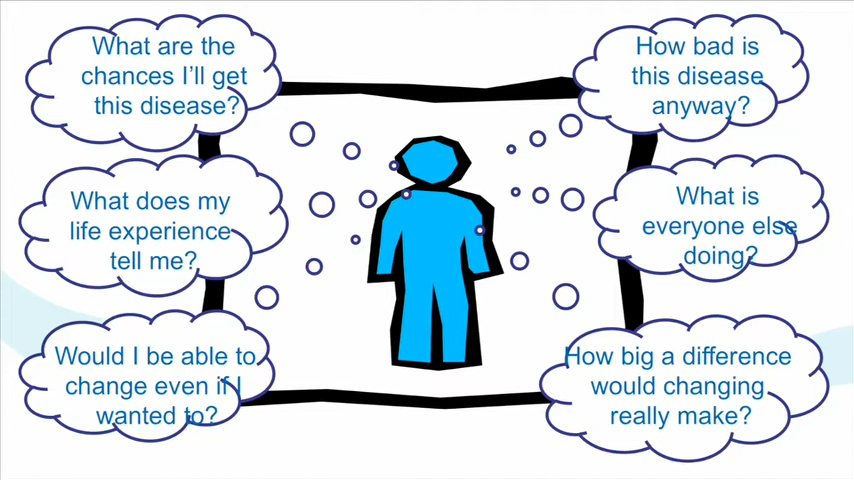 What are the
chances I'll get
this disease?
How bad is
this disease
anyway?
What does my
life experience
tell me?
What is
everyone else
doing?
Would I be able to
change even if I
wanted to?
How big a difference
would changing
really make?